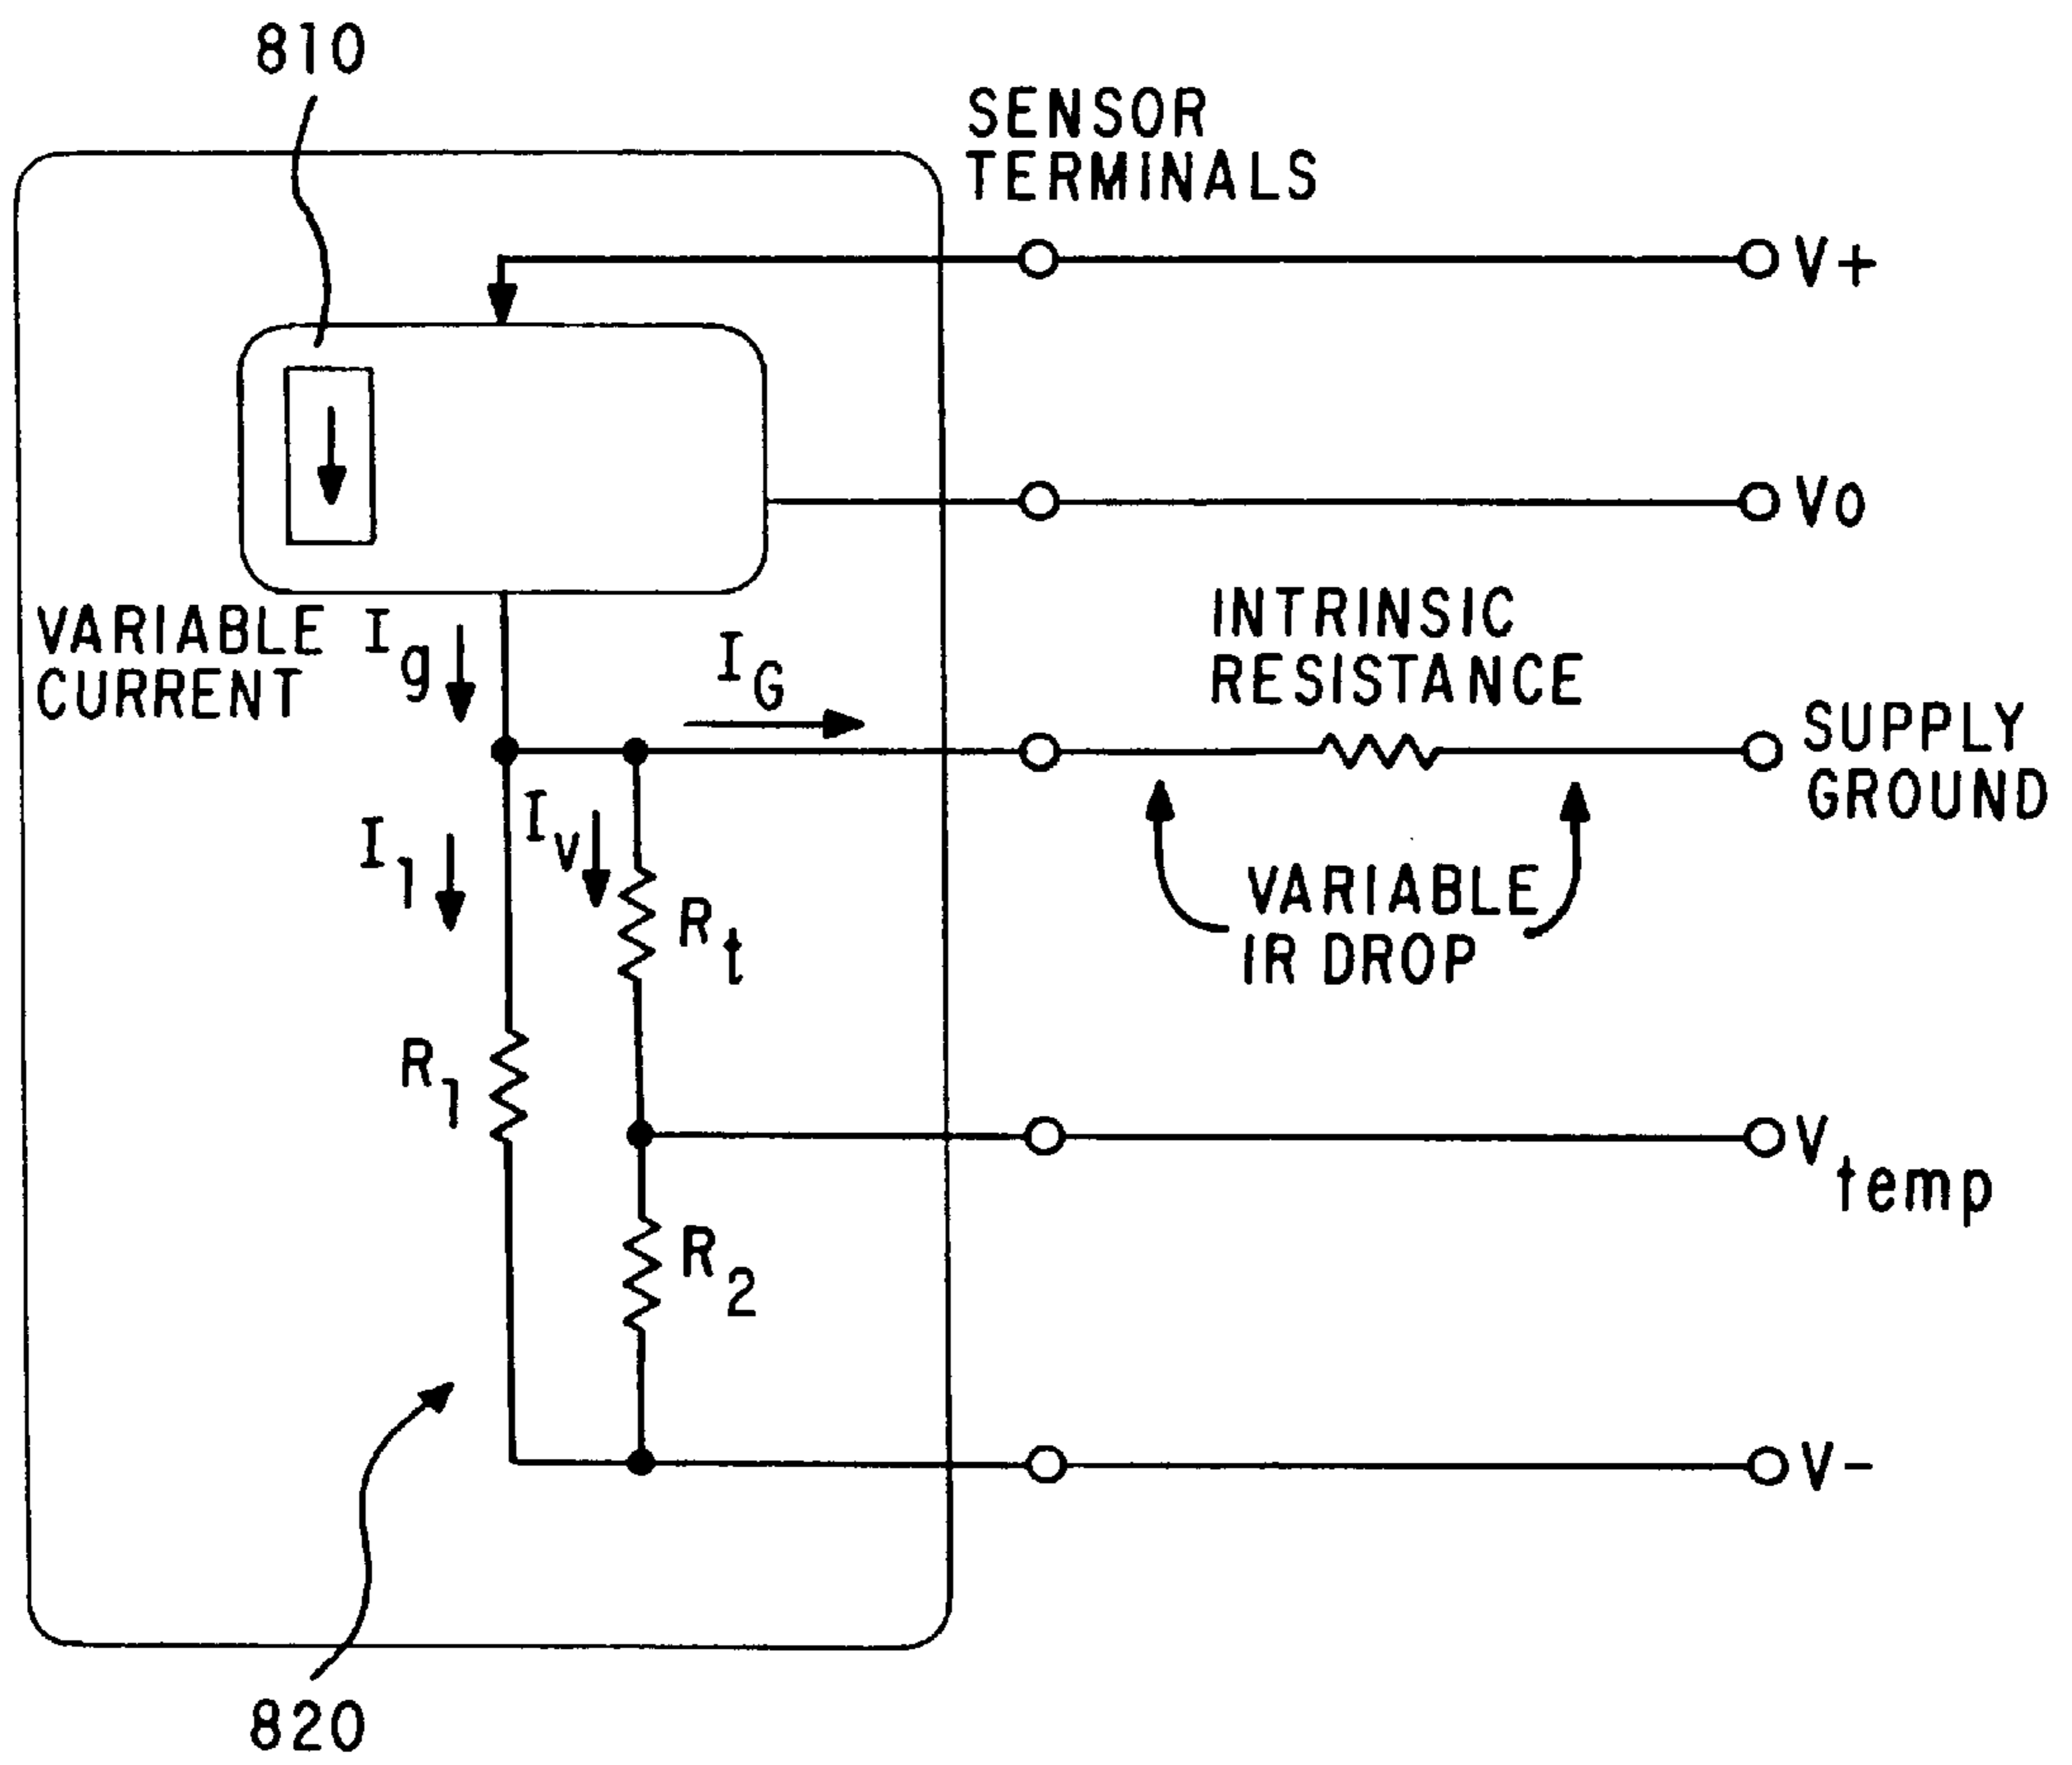 810
SENSOR
TERMINALS
V+
Vo
VARIABLE
CURRENT
Ig
IG
INTRINSIC
RESISTANCE
SUPPLY
GROUND
I1
Iv
Rt
VARIABLE
IR DROP
R1
Vtemp
R2
V-
820